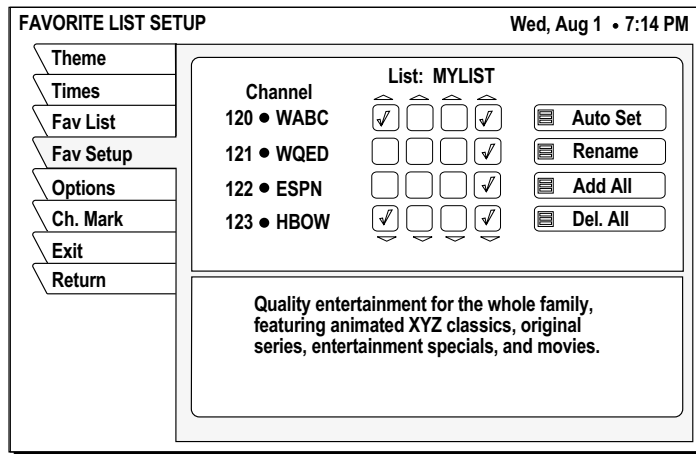 FAVORITE LIST SETUP
Wed, Aug 1 • 7:14 PM
Theme
Times
Fav List
Fav Setup
Options
Ch. Mark
Exit
Return
List: MYLIST
Channel
120 • WABC
121 • WQED
122 • ESPN
123 • HBOW
Auto Set
Rename
Add All
Del. All
Quality entertainment for the whole family,
featuring animated XYZ classics, original
series, entertainment specials, and movies.